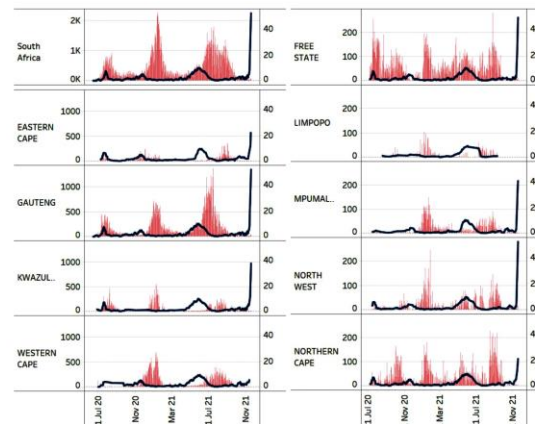 South
Africa
2K
1K
0K
40
20
0
EASTERN
CAPE
1000
500
0
40
20
0
GAUTENG
1000
500
0
40
20
0
KWAZUL..
1000
500
0
40
20
0
WESTERN
CAPE
1000
500
0
40
20
0
1 Jul 20
Nov 20
Mar 21
1 Jul 21
Nov 21
FREE
STATE
200
100
0
LIMPOPO
200
100
0
MPUMAL..
200
100
0
NORTH
WEST
200
100
0
NORTHERN
CAPE
200
100
0
1 Jul 20
Nov 20
Mar 21
1 Jul 21
Nov 21